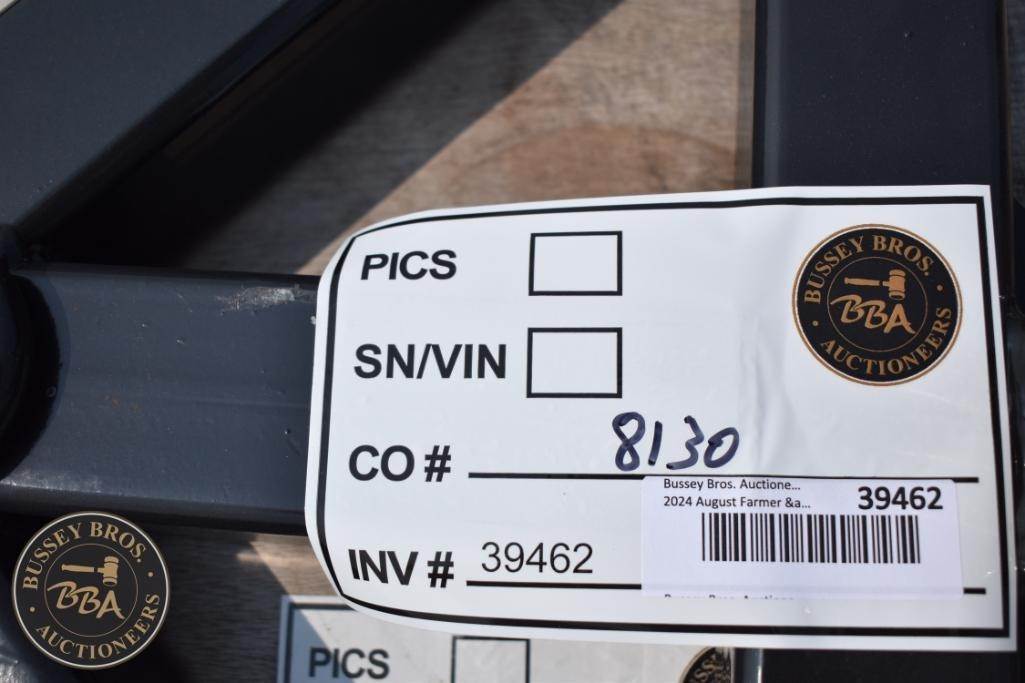 PICS
BUSSEY BROS.
BBA
AUCTIONEERS
SN/VIN
CO # 8130
Bussey Bros. Auctione...
2024 August Farmer &a... 39462
INV # 39462
BUSSEY BROS.
BBA
AUCTIONEERS
PICS